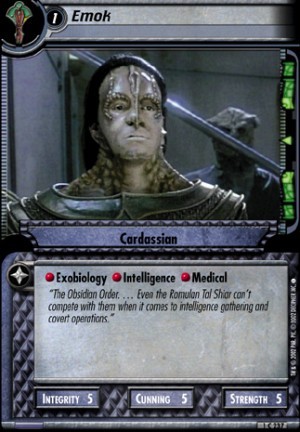 1 Emok
Cardassian
Exobiology Intelligence Medical
"The Obsidian Order. ... Even the Romulan Tal Shiar can't
compete with them when it comes to intelligence gathering and
covert operations."
INTEGRITY 5 CUNNING 5 STRENGTH 5